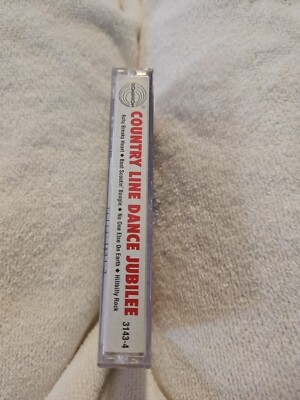 DOMINION
COUNTRY LINE DANCE JUBILEE
Achy Breaky Heart ◆ Boot Scootin' Boogie ◆ No One Else On Earth ◆ Hillbilly Rock
3143-4